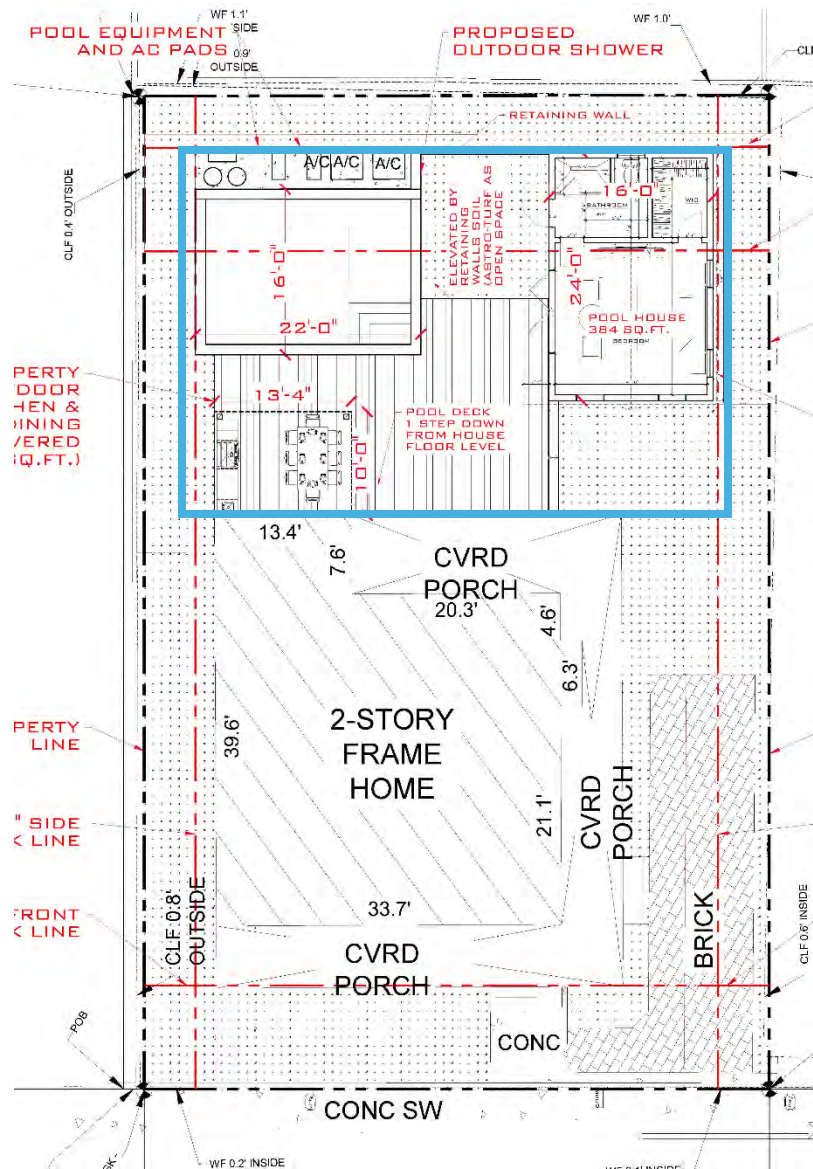 WF 1.1'
'SIDE
POOL EQUIPMENT
AND AC PADS
0.9'
OUTSIDE
PROPOSED
OUTDOOR SHOWER
WF 1.0'
RETAINING WALL
CLF 0.4' OUTSIDE
A/C
A/C
A/C
16'-0"
BATHROOM
WIC
ELEVATED BY
RETAINING
WALLS SOIL
(ASTRO-TURF AS
OPEN SPACE
16'-0"
24'-0"
22'-0"
POOL HOUSE
384 SQ.FT.
BEDROOM
PERTY
DOOR
HEN &
DINING
VERED
SQ.FT.)
13'-4"
10'-0"
POOL DECK
1 STEP DOWN
FROM HOUSE
FLOOR LEVEL
13.4'
7.6'
CVRD
PORCH
20.3'
4.6'
6.3'
39.6'
2-STORY
FRAME
HOME
21.1'
CVRD
PORCH
PERTY
LINE
" SIDE
K LINE
FRONT
K LINE
CLF 0.8'
OUTSIDE
33.7'
CVRD
PORCH
BRICK
CLF 0.6' INSIDE
POB
CONC
CONC SW
WF 0.2' INSIDE